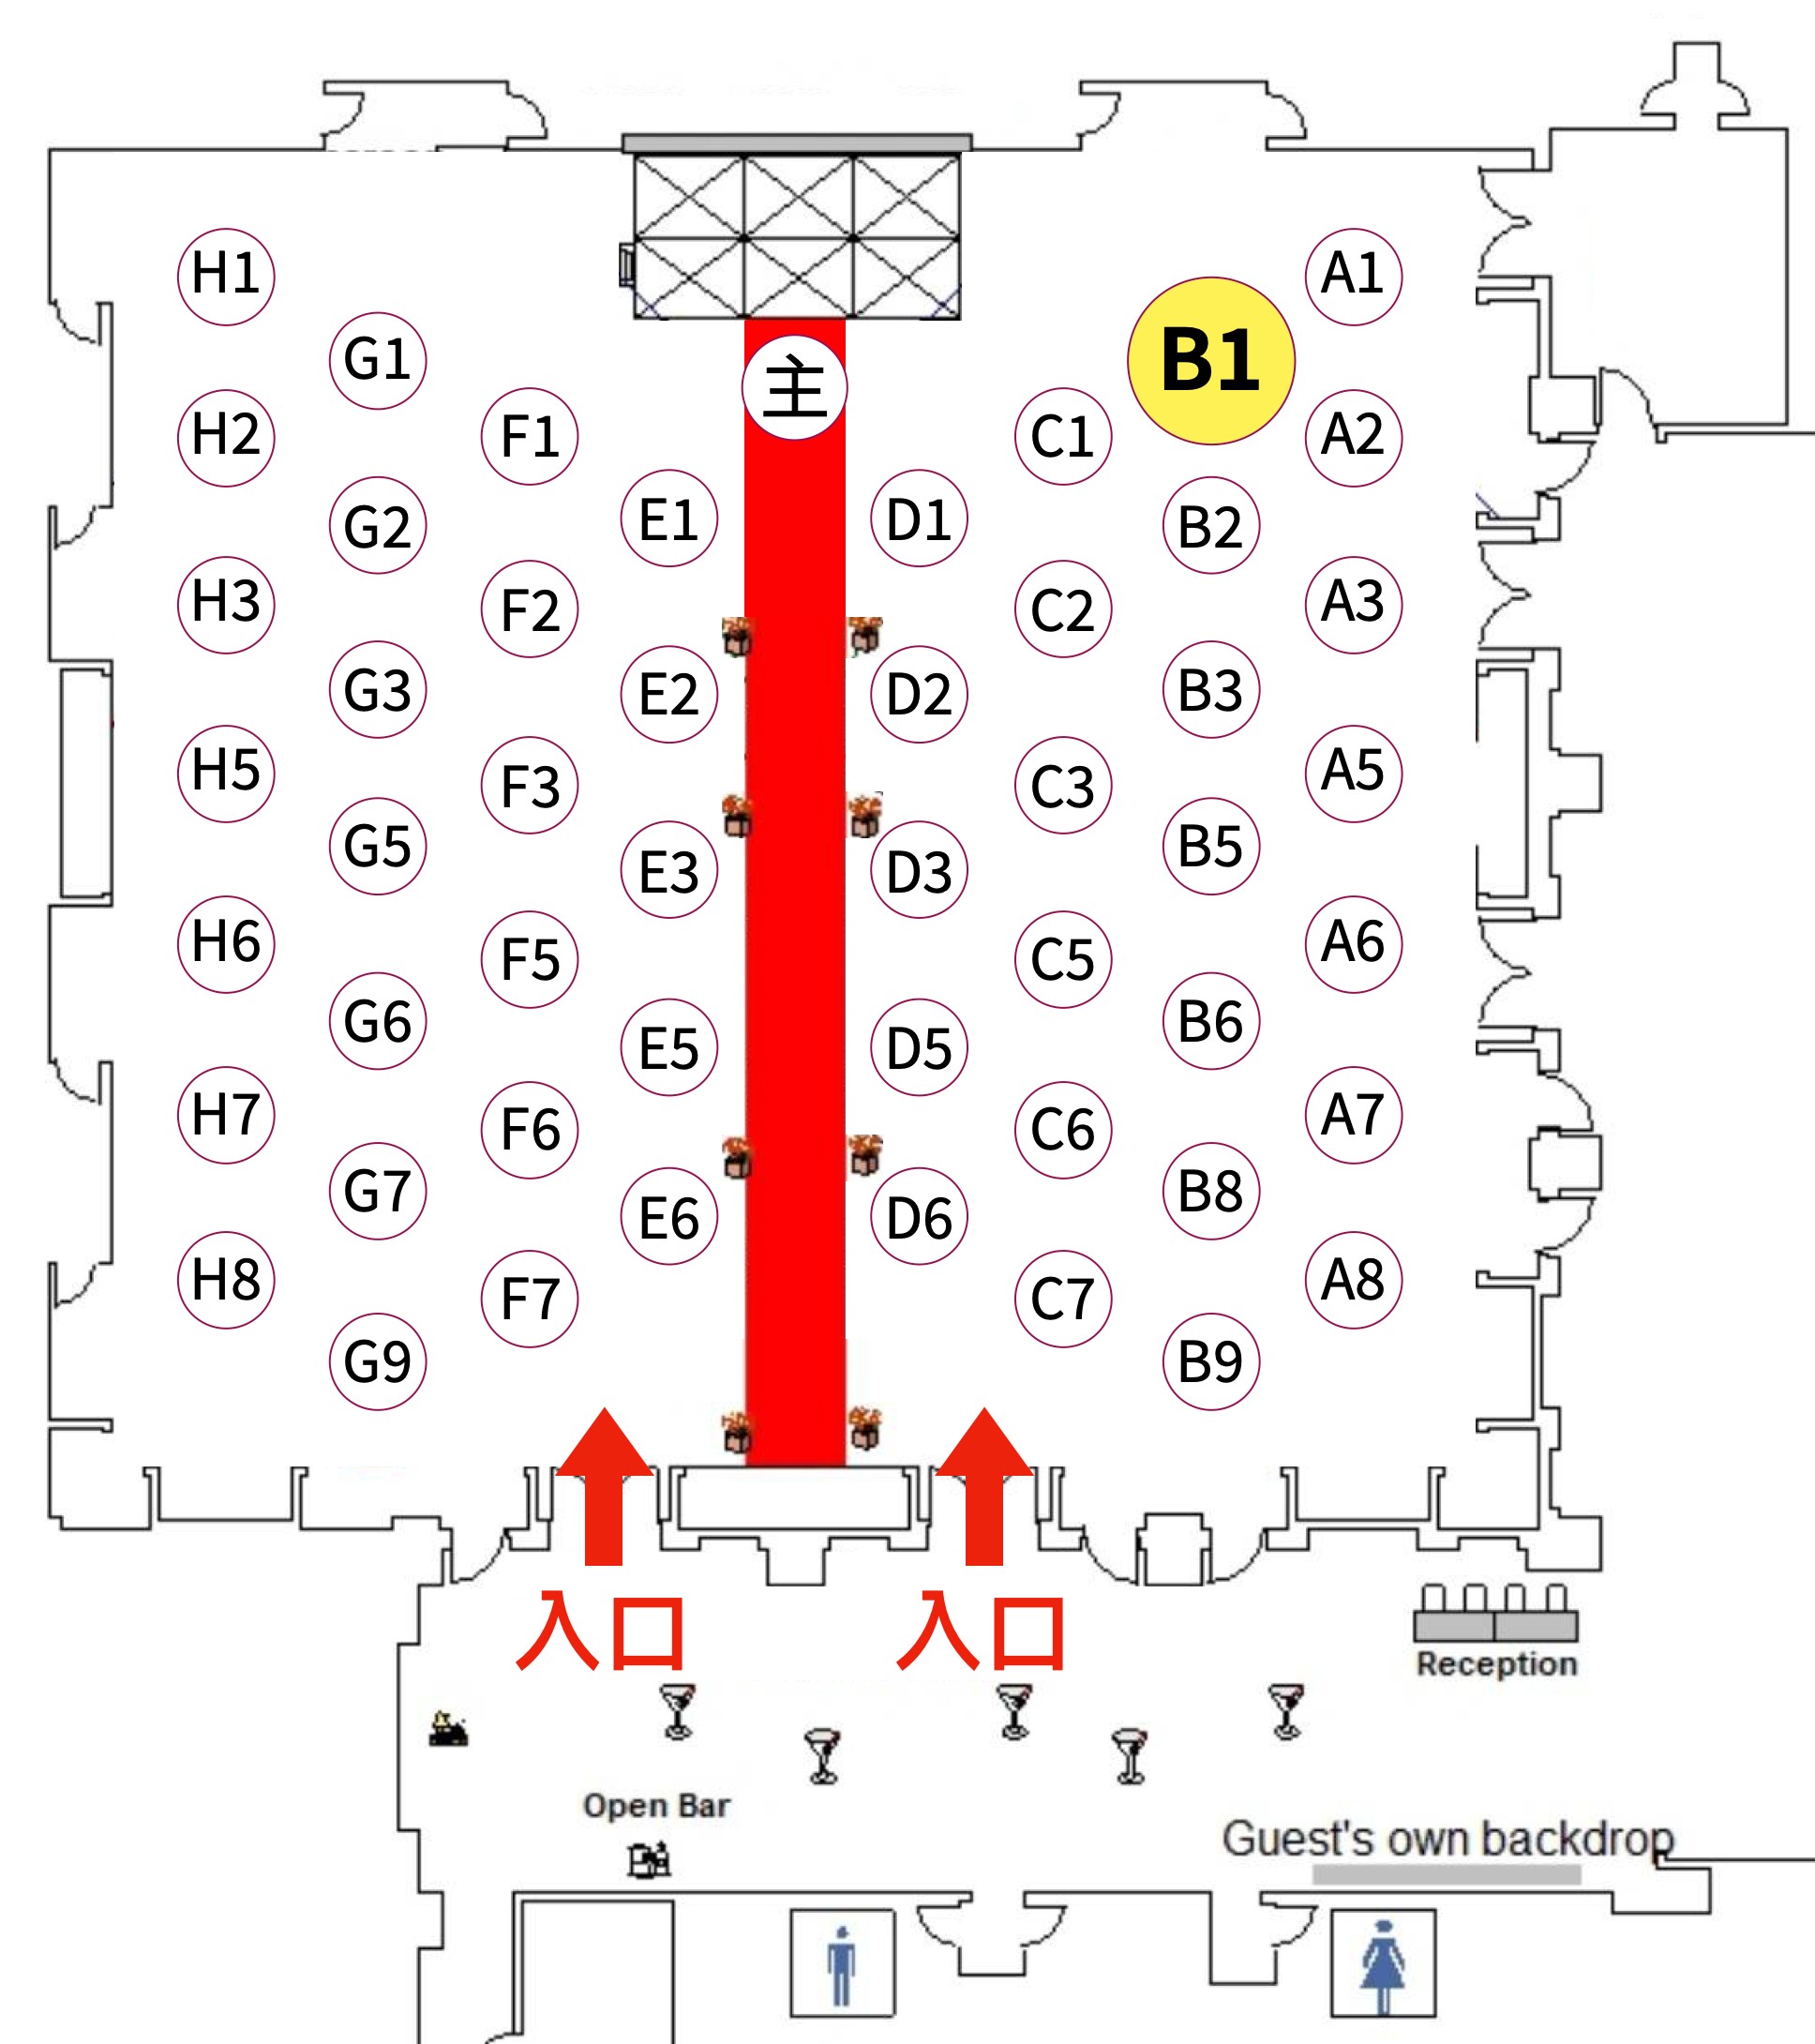 H1
A1
G1
B1
主
H2
F1
C1
A2
G2
E1
D1
B2
H3
F2
C2
A3
G3
E2
D2
B3
H5
F3
C3
A5
G5
E3
D3
B5
H6
F5
C5
A6
G6
E5
D5
B6
H7
F6
C6
A7
G7
E6
D6
B8
H8
F7
C7
A8
G9
B9
入口 入口
Reception
Open Bar
Guest's own backdrop